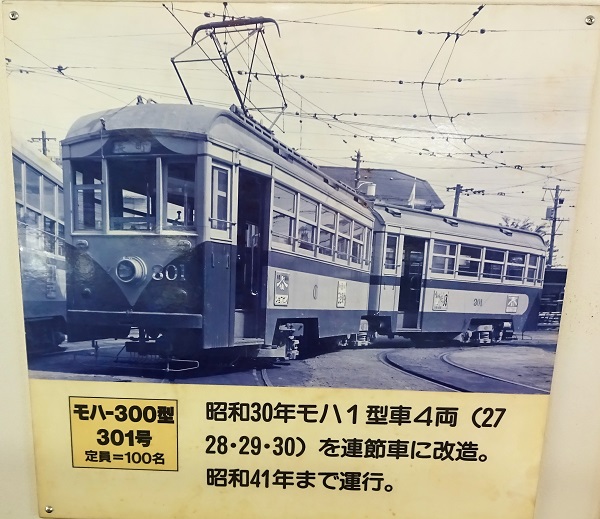 301
301
モハー300型
301号
定員=100名
昭和30年モハ1型車4両（27
28・29・30）を連節車に改造。
昭和41年まで運行。